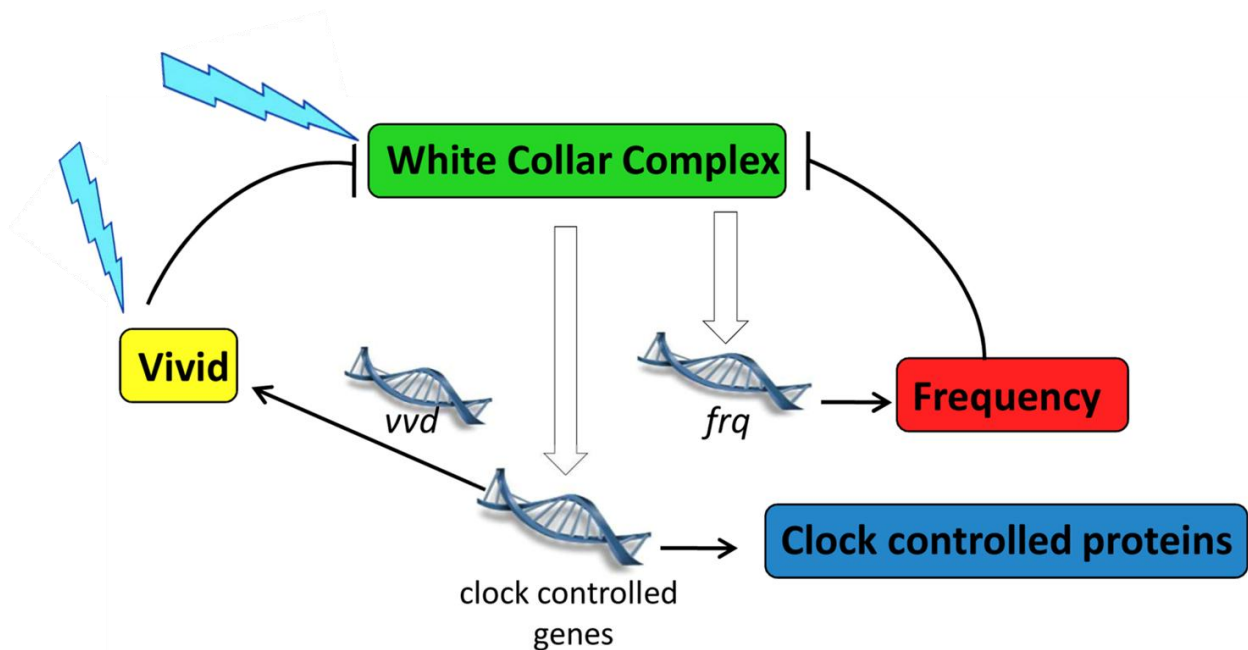 White Collar Complex
Vivid
vvd
frq
Frequency
Clock controlled proteins
clock controlled
genes